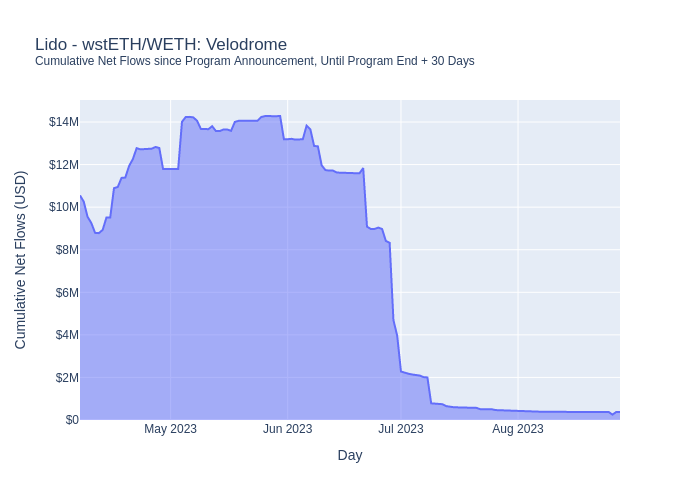 Lido - wstETH/WETH: Velodrome
Cumulative Net Flows since Program Announcement, Until Program End + 30 Days
$14M
$12M
$10M
$8M
$6M
$4M
$2M
$0
Cumulative Net Flows (USD)
May 2023
Jun 2023
Jul 2023
Aug 2023
Day